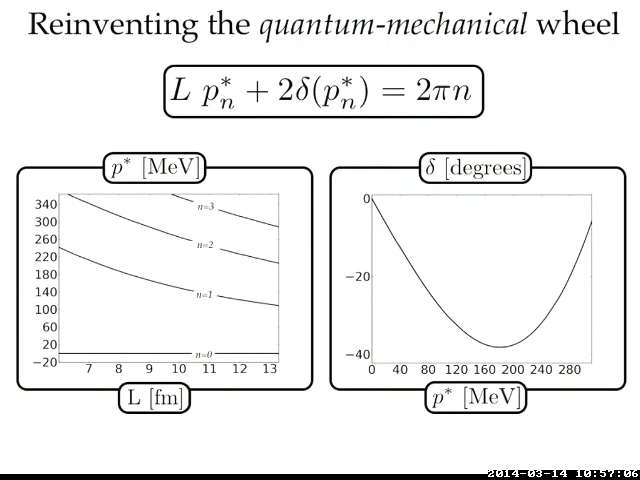 Reinventing the quantum-mechanical wheel
L p*n + 2δ(p*n) = 2πn
p* [MeV]
340
300
260
220
180
140
100
60
20
−20
n=3
n=2
n=1
n=0
7 8 9 10 11 12 13
L [fm]
δ [degrees]
0
−20
−40
0 40 80 120 160 200 240 280
p* [MeV]
2014-03-14 10:57:06